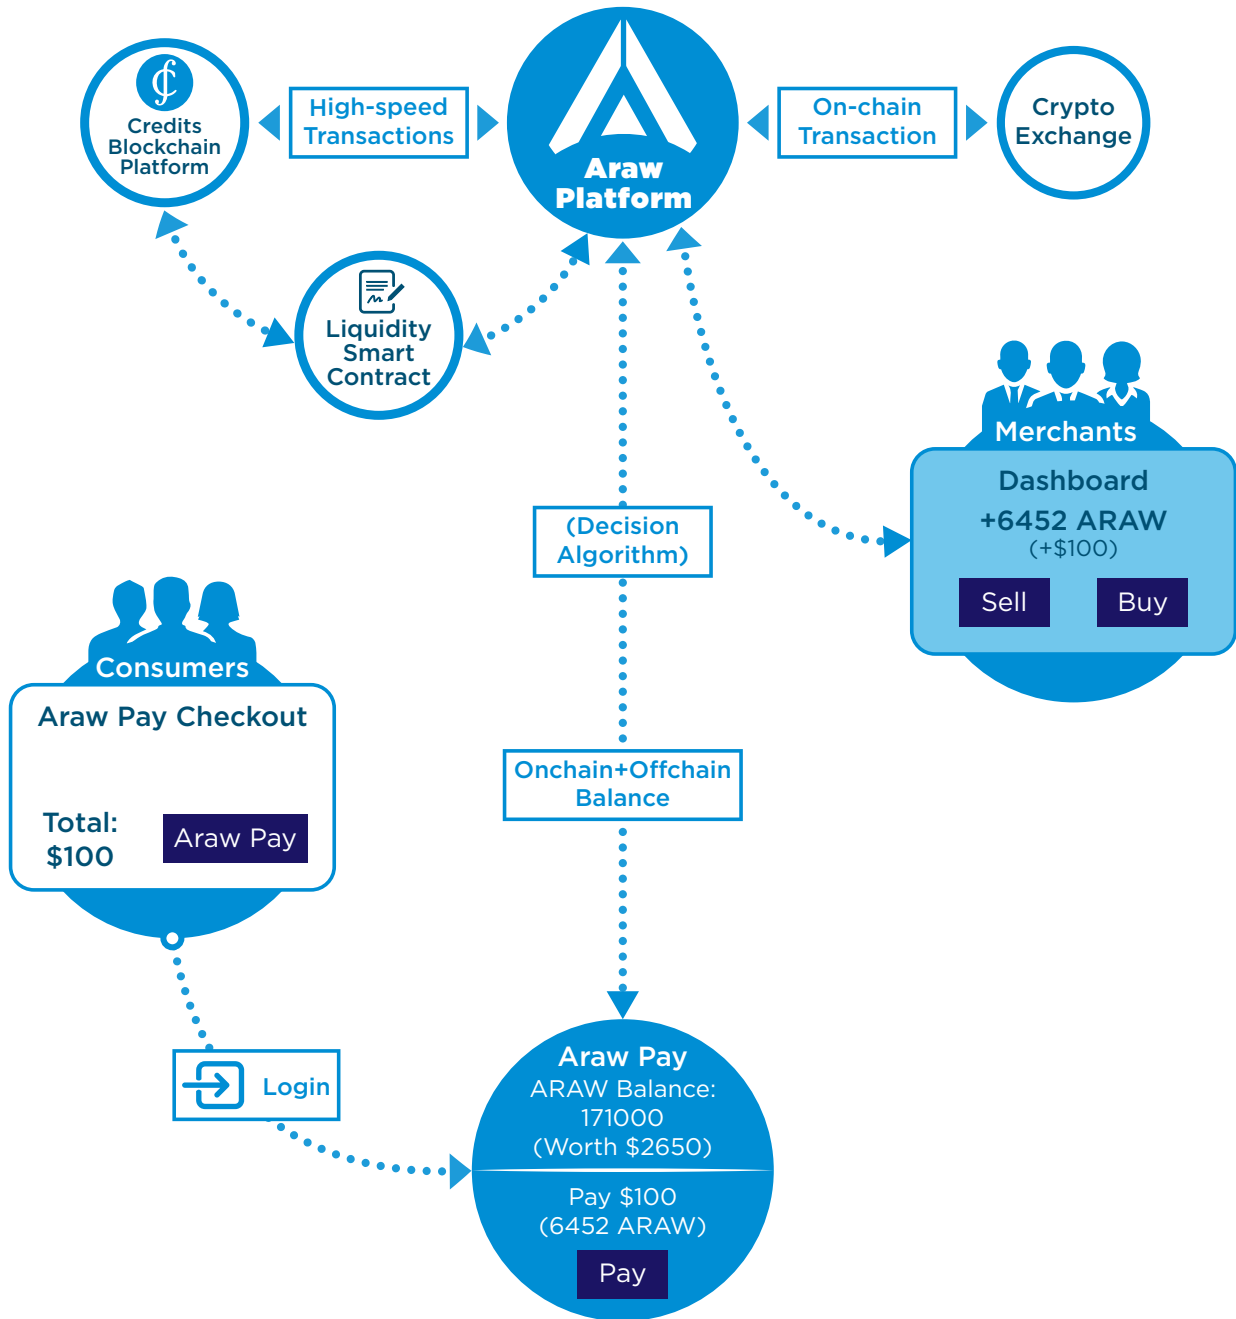 Credits
Blockchain
Platform
High-speed
Transactions
Araw
Platform
On-chain
Transaction
Crypto
Exchange
Liquidity
Smart
Contract
Merchants
Dashboard
+6452 ARAW
(+$100)
Sell
Buy
(Decision
Algorithm)
Consumers
Araw Pay Checkout
Total:
$100
Araw Pay
Onchain+Offchain
Balance
Login
Araw Pay
ARAW Balance:
171000
(Worth $2650)
Pay $100
(6452 ARAW)
Pay